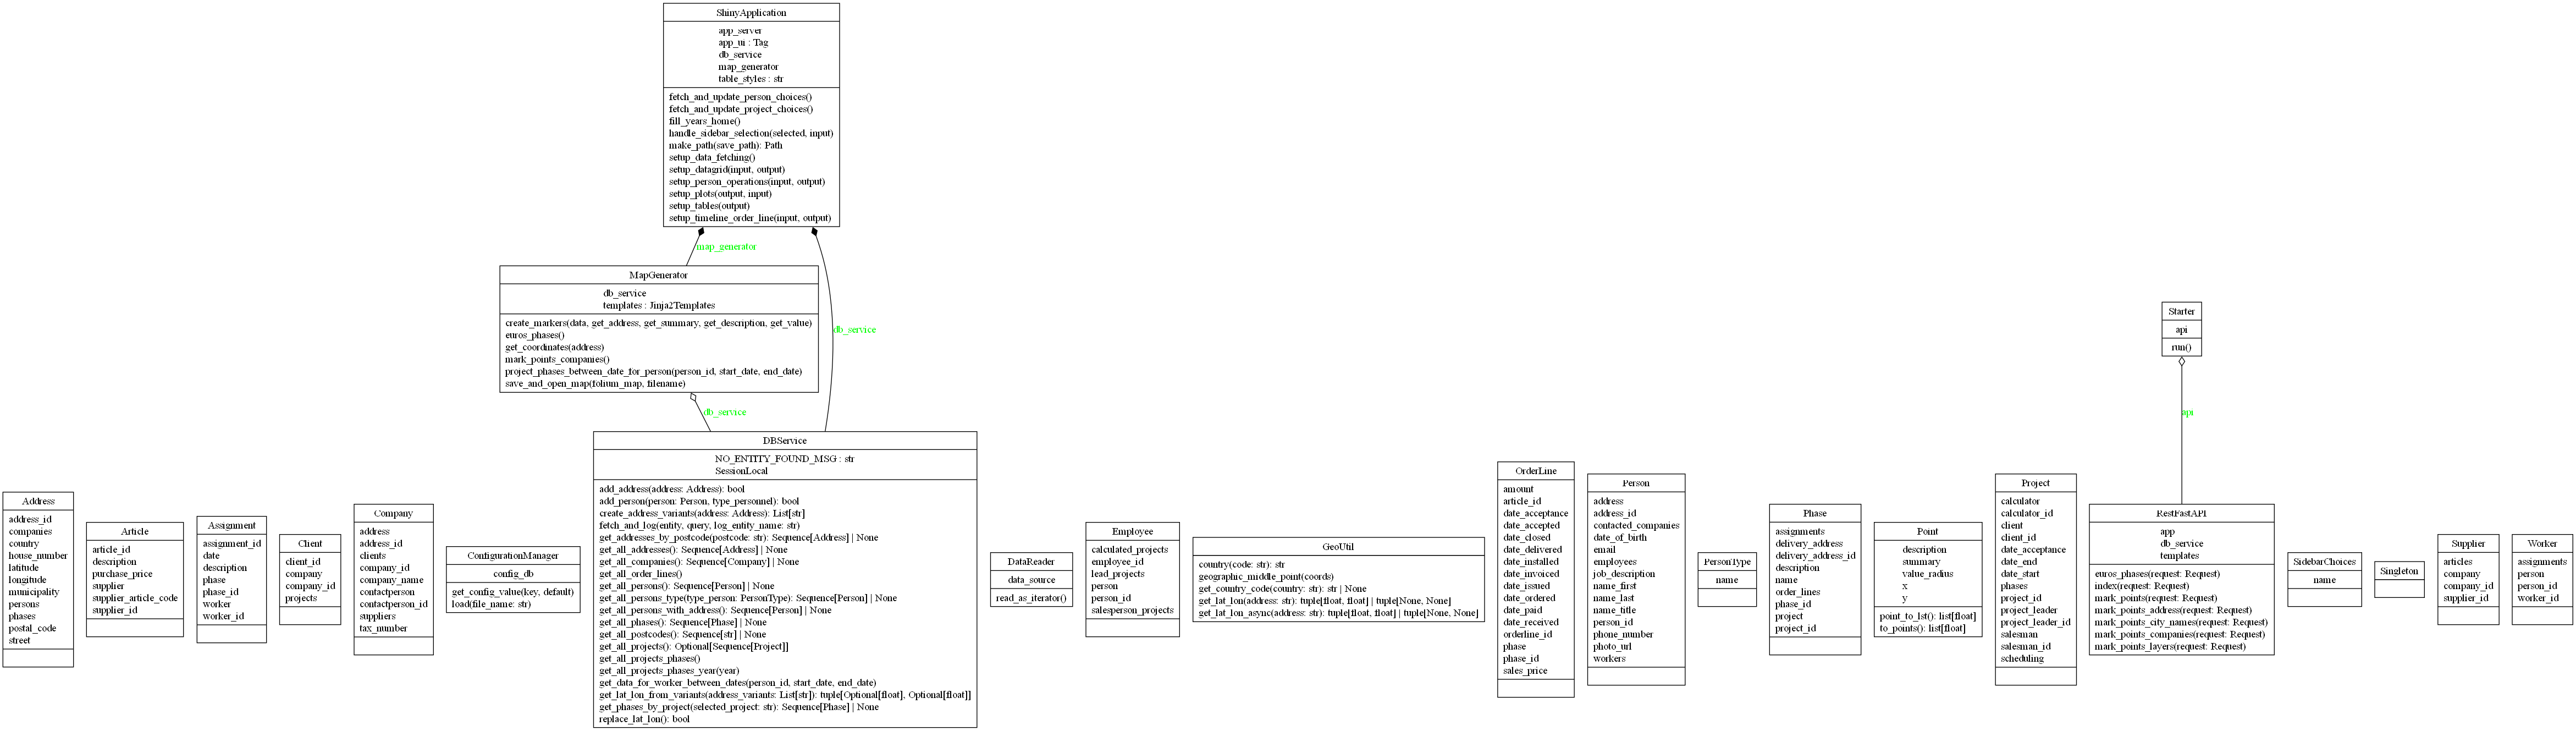 ShinyApplication
app_server
app_ui : Tag
db_service
map_generator
table_styles : str
fetch_and_update_person_choices()
fetch_and_update_project_choices()
fill_years_home()
handle_sidebar_selection(selected, input)
make_path(save_path): Path
setup_data_fetching()
setup_datagrid(input, output)
setup_person_operations(input, output)
setup_plots(output, input)
setup_tables(output)
setup_timeline_order_line(input, output)
map_generator
MapGenerator
db_service
templates : Jinja2Templates
create_markers(data, get_address, get_summary, get_description, get_value)
euros_phases()
get_coordinates(address)
mark_points_companies()
project_phases_between_date_for_person(person_id, start_date, end_date)
save_and_open_map(folium_map, filename)
db_service
db_service
Starter
api
run()
api
Address
address_id
companies
country
house_number
latitude
longitude
municipality
persons
phases
postal_code
street
Article
article_id
description
purchase_price
supplier
supplier_article_code
supplier_id
Assignment
assignment_id
date
description
phase
phase_id
worker
worker_id
Client
client_id
company
company_id
projects
Company
address
address_id
clients
company_id
company_name
contactperson
contactperson_id
suppliers
tax_number
ConfigurationManager
config_db
get_config_value(key, default)
load(file_name: str)
DBService
NO_ENTITY_FOUND_MSG : str
SessionLocal
add_address(address: Address): bool
add_person(person: Person, type_personnel): bool
create_address_variants(address: Address): List[str]
fetch_and_log(entity, query, log_entity_name: str)
get_addresses_by_postcode(postcode: str): Sequence[Address] | None
get_all_addresses(): Sequence[Address] | None
get_all_companies(): Sequence[Company] | None
get_all_order_lines()
get_all_persons(): Sequence[Person] | None
get_all_persons_type(type_person: PersonType): Sequence[Person] | None
get_all_persons_with_address(): Sequence[Person] | None
get_all_phases(): Sequence[Phase] | None
get_all_postcodes(): Sequence[str] | None
get_all_projects(): Optional[Sequence[Project]]
get_all_projects_phases()
get_all_projects_phases_year(year)
get_data_for_worker_between_dates(person_id, start_date, end_date)
get_lat_lon_from_variants(address_variants: List[str]): tuple[Optional[float], Optional[float]]
get_phases_by_project(selected_project: str): Sequence[Phase] | None
replace_lat_lon(): bool
DataReader
data_source
read_as_iterator()
Employee
calculated_projects
employee_id
lead_projects
person
person_id
salesperson_projects
GeoUtil
country(code: str): str
geographic_middle_point(coords)
get_country_code(country: str): str | None
get_lat_lon(address: str): tuple[float, float] | tuple[None, None]
get_lat_lon_async(address: str): tuple[float, float] | tuple[None, None]
OrderLine
amount
article_id
date_acceptance
date_accepted
date_closed
date_delivered
date_installed
date_invoiced
date_issued
date_ordered
date_paid
date_received
orderline_id
phase
phase_id
sales_price
Person
address
address_id
contacted_companies
date_of_birth
email
employees
job_description
name_first
name_last
name_title
person_id
phone_number
photo_url
workers
PersonType
name
Phase
assignments
delivery_address
delivery_address_id
description
name
order_lines
phase_id
project
project_id
Point
description
summary
value_radius
x
y
point_to_lst(): list[float]
to_points(): list[float]
Project
calculator
calculator_id
client
client_id
date_acceptance
date_end
date_start
phases
project_id
project_leader
project_leader_id
salesman
salesman_id
scheduling
RestFastAPI
app
db_service
templates
euros_phases(request: Request)
index(request: Request)
mark_points(request: Request)
mark_points_address(request: Request)
mark_points_city_names(request: Request)
mark_points_companies(request: Request)
mark_points_layers(request: Request)
SidebarChoices
name
Singleton
Supplier
articles
company
company_id
supplier_id
Worker
assignments
person
person_id
worker_id